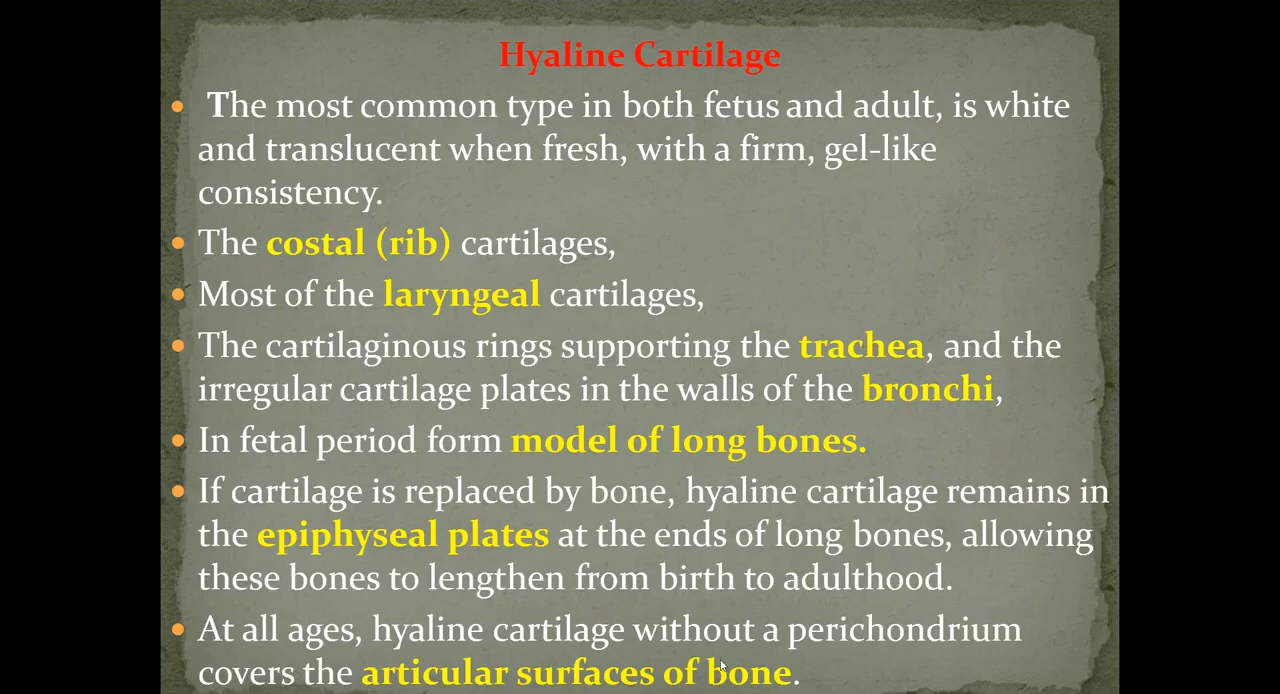 Hyaline Cartilage
• The most common type in both fetus and adult, is white
and translucent when fresh, with a firm, gel-like
consistency.
• The costal (rib) cartilages,
• Most of the laryngeal cartilages,
• The cartilaginous rings supporting the trachea, and the
irregular cartilage plates in the walls of the bronchi,
• In fetal period form model of long bones.
• If cartilage is replaced by bone, hyaline cartilage remains in
the epiphyseal plates at the ends of long bones, allowing
these bones to lengthen from birth to adulthood.
• At all ages, hyaline cartilage without a perichondrium
covers the articular surfaces of bone.